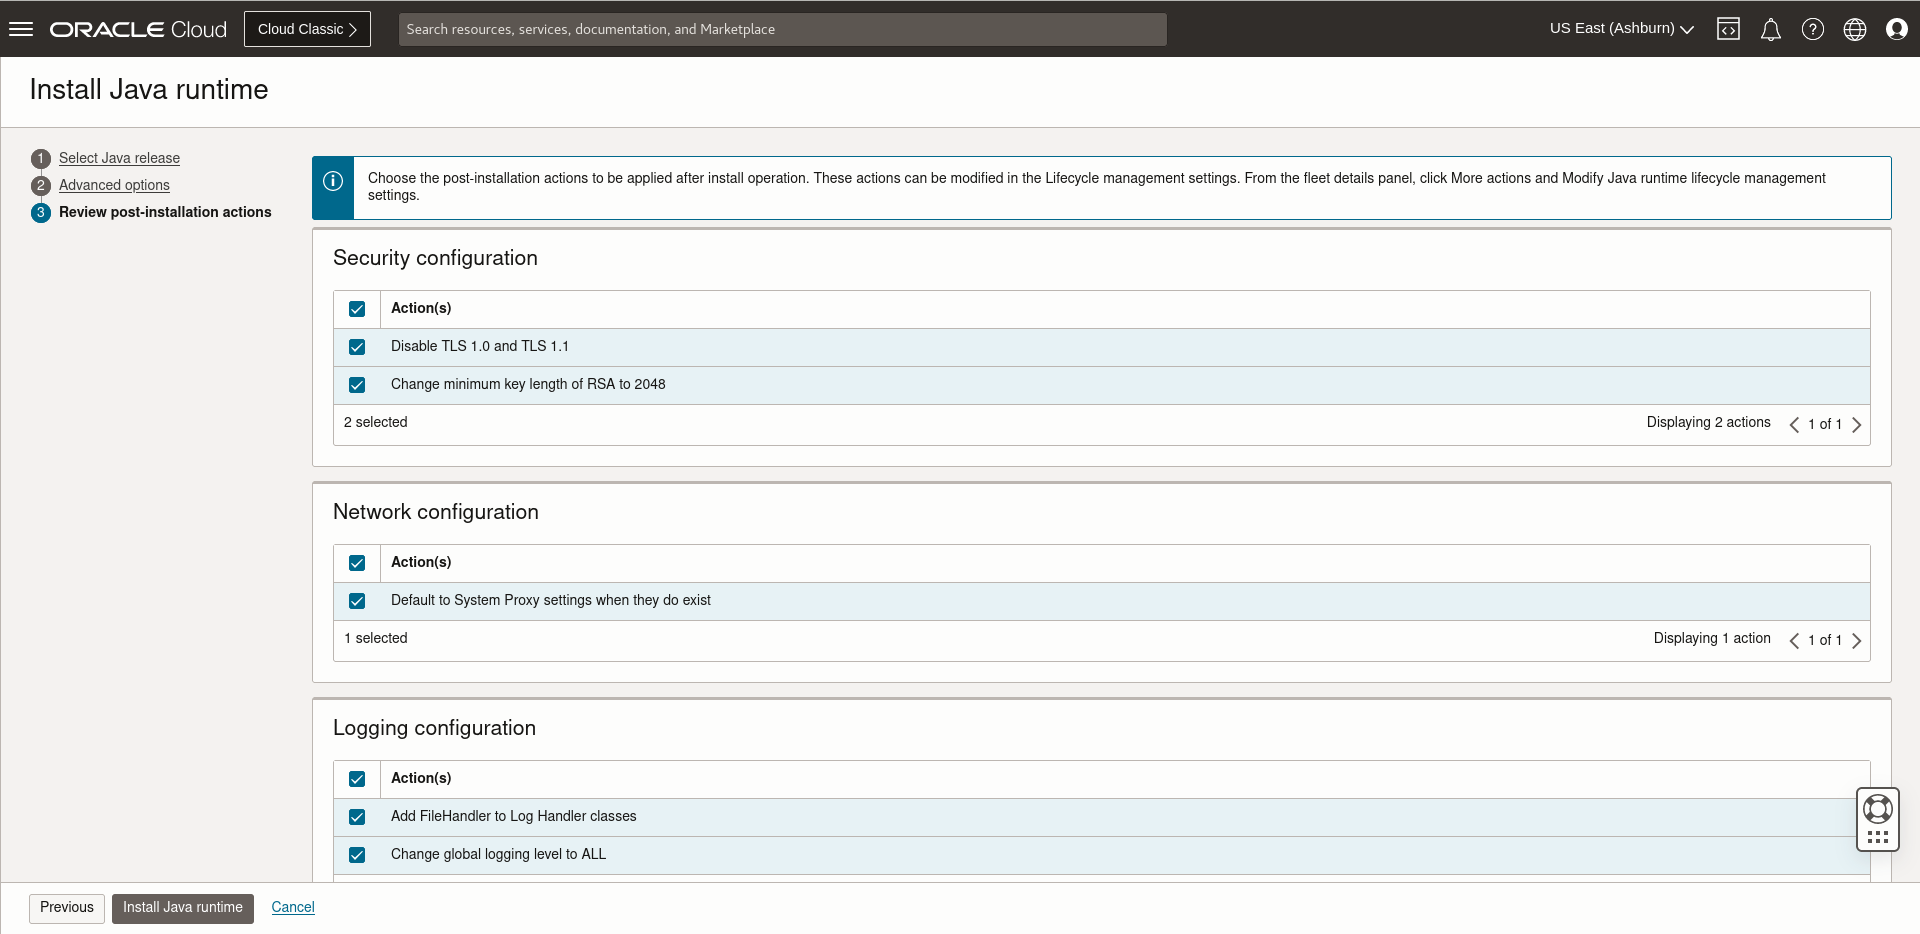 ORACLE Cloud
Cloud Classic
Search resources, services, documentation, and Marketplace
US East (Ashburn)
Install Java runtime
1 Select Java release
2 Advanced options
3 Review post-installation actions
Choose the post-installation actions to be applied after install operation. These actions can be modified in the Lifecycle management settings. From the fleet details panel, click More actions and Modify Java runtime lifecycle management
settings.
Security configuration
Action(s)
Disable TLS 1.0 and TLS 1.1
Change minimum key length of RSA to 2048
2 selected
Displaying 2 actions
1 of 1
Network configuration
Action(s)
Default to System Proxy settings when they do exist
1 selected
Displaying 1 action
1 of 1
Logging configuration
Action(s)
Add FileHandler to Log Handler classes
Change global logging level to ALL
Previous
Install Java runtime
Cancel